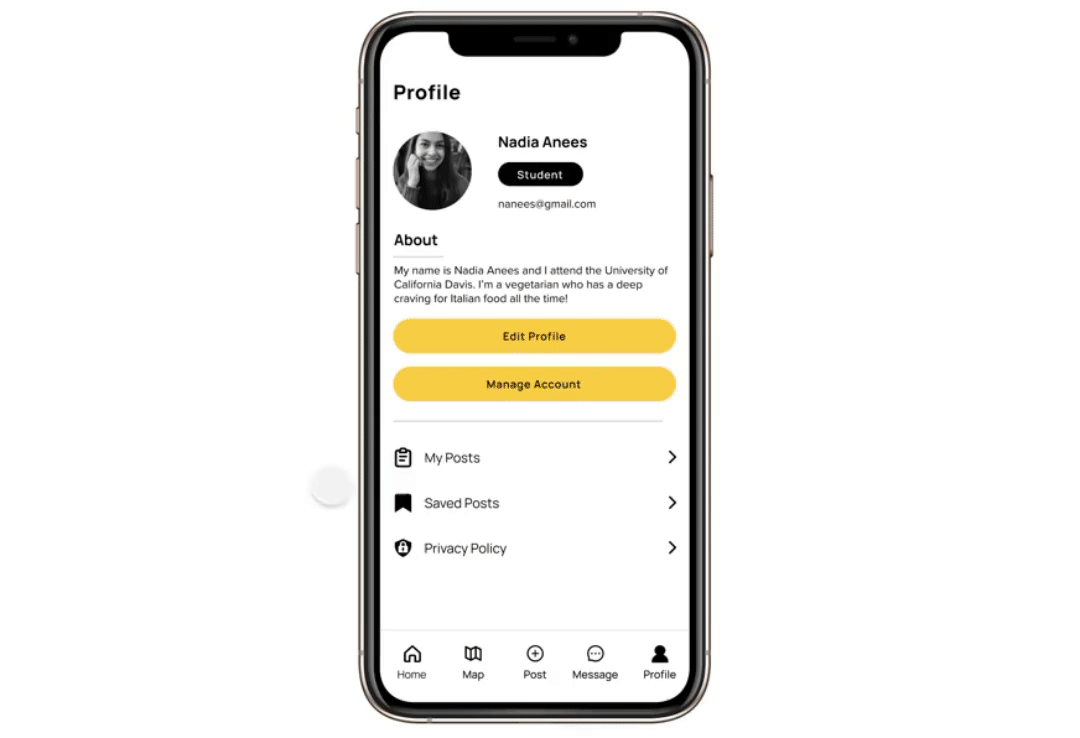 Profile
Nadia Anees
Student
nanees@gmail.com
About
My name is Nadia Anees and I attend the University of
California Davis. I'm a vegetarian who has a deep
craving for Italian food all the time!
Edit Profile
Manage Account
My Posts
Saved Posts
Privacy Policy
Home Map Post Message Profile